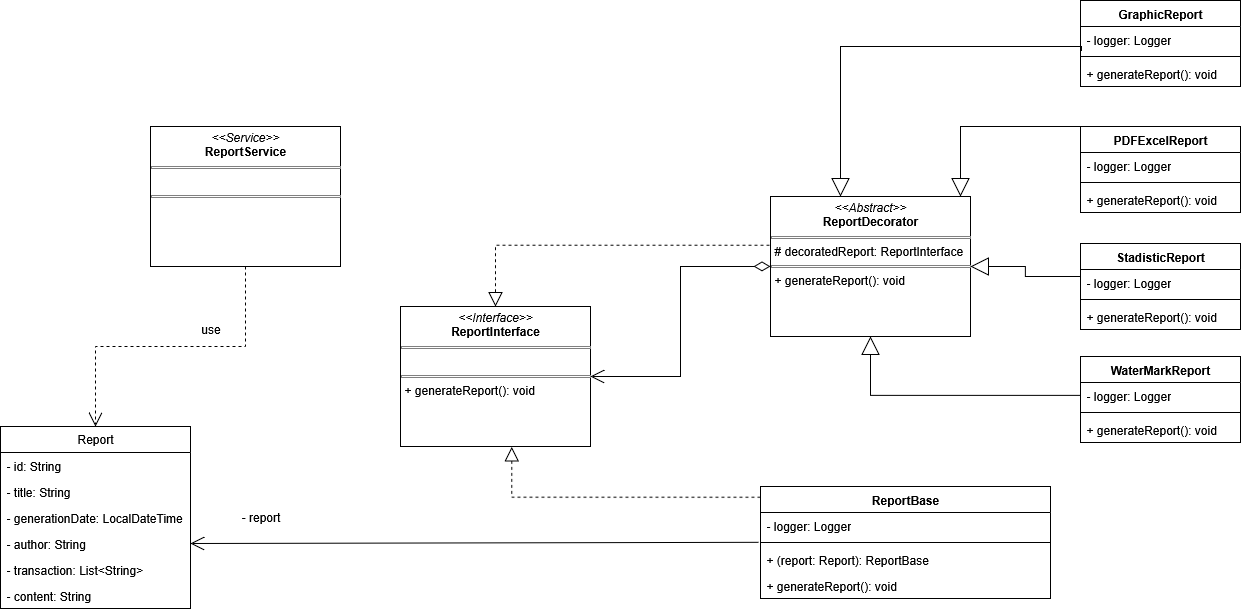 GraphicReport
- logger: Logger
+ generateReport(): void
<<Service>>
ReportService
PDFExcelReport
- logger: Logger
+ generateReport(): void
<<Abstract>>
ReportDecorator
# decoratedReport: ReportInterface
+ generateReport(): void
StadisticReport
- logger: Logger
+ generateReport(): void
use
<<Interface>>
ReportInterface
+ generateReport(): void
WaterMarkReport
- logger: Logger
+ generateReport(): void
Report
- id: String
- title: String
- generationDate: LocalDateTime
- author: String
- transaction: List<String>
- content: String
- report
ReportBase
- logger: Logger
+ (report: Report): ReportBase
+ generateReport(): void